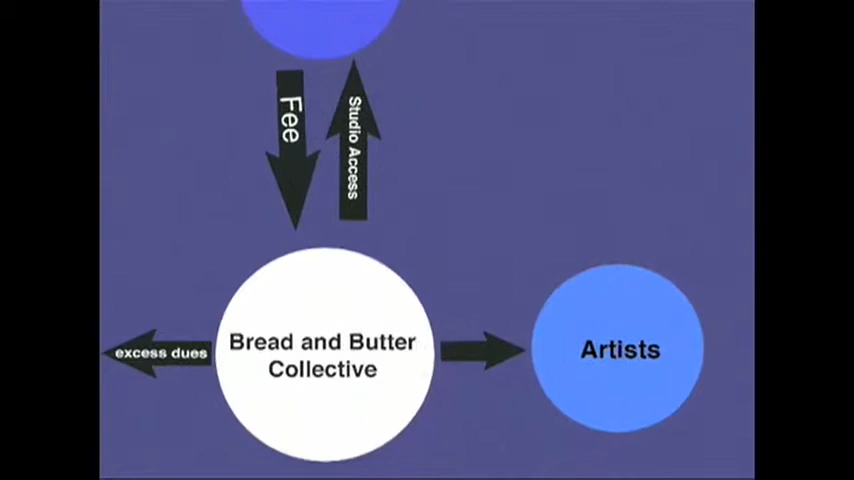 Fee
Studio Access
excess dues
Bread and Butter
Collective
Artists